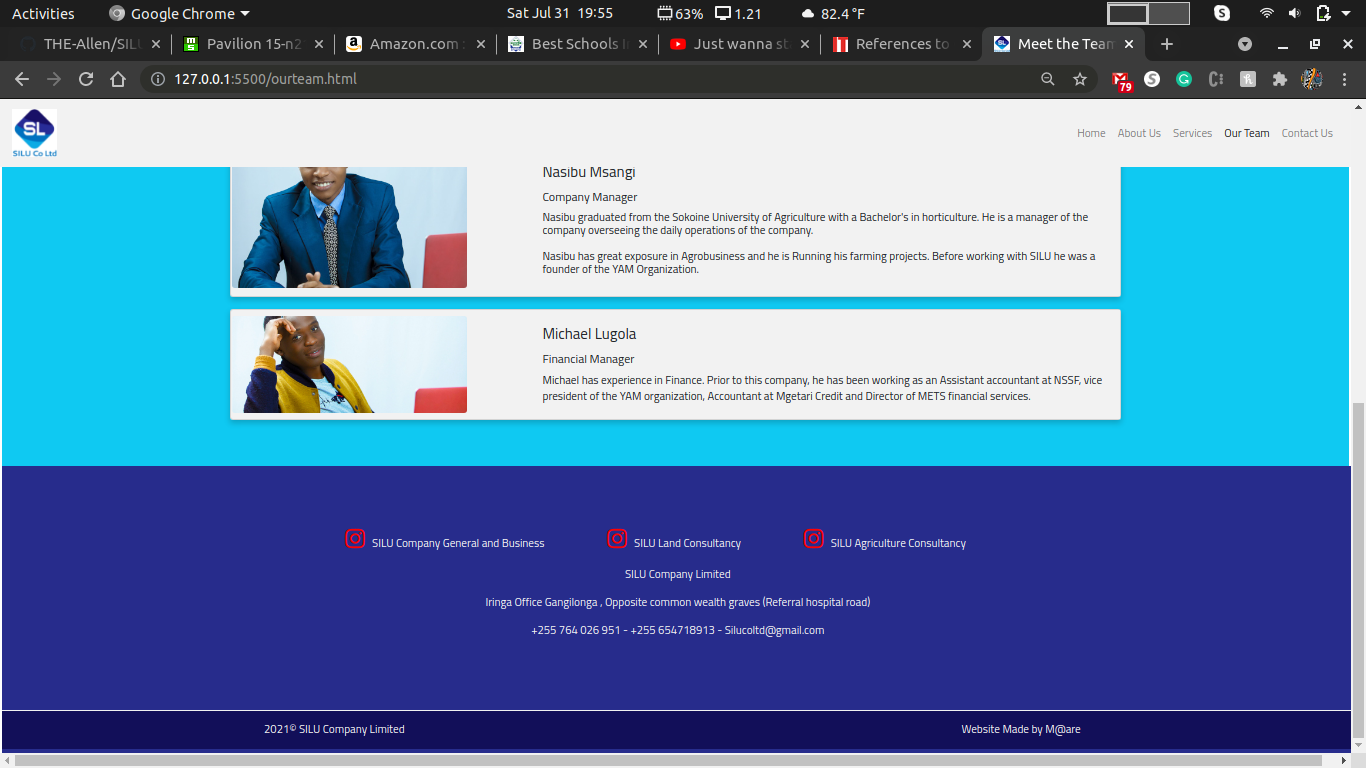 Activities
Google Chrome
Sat Jul 31 19:55
63%
1.21
82.4 °F
THE-Allen/SILU
Pavilion 15-n2
Amazon.com :
Best Schools I
Just wanna st
References to
Meet the Team
127.0.0.1:5500/ourteam.html
79
SL
SILU Co Ltd
Home
About Us
Services
Our Team
Contact Us
Nasibu Msangi
Company Manager
Nasibu graduated from the Sokoine University of Agriculture with a Bachelor's in horticulture. He is a manager of the
company overseeing the daily operations of the company.
Nasibu has great exposure in Agrobusiness and he is Running his farming projects. Before working with SILU he was a
founder of the YAM Organization.
Michael Lugola
Financial Manager
Michael has experience in Finance. Prior to this company, he has been working as an Assistant accountant at NSSF, vice
president of the YAM organization, Accountant at Mgetari Credit and Director of METS financial services.
SILU Company General and Business
SILU Land Consultancy
SILU Agriculture Consultancy
SILU Company Limited
Iringa Office Gangilonga , Opposite common wealth graves (Referral hospital road)
+255 764 026 951 - +255 654718913 - Silucoltd@gmail.com
2021© SILU Company Limited
Website Made by M@are